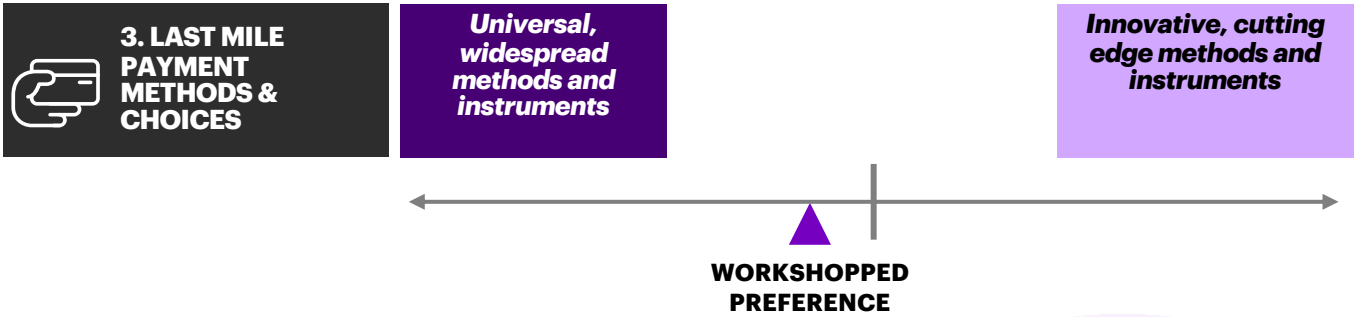 3. LAST MILE
PAYMENT
METHODS &
CHOICES
Universal,
widespread
methods and
instruments
Innovative, cutting
edge methods and
instruments
WORKSHOPPED
PREFERENCE